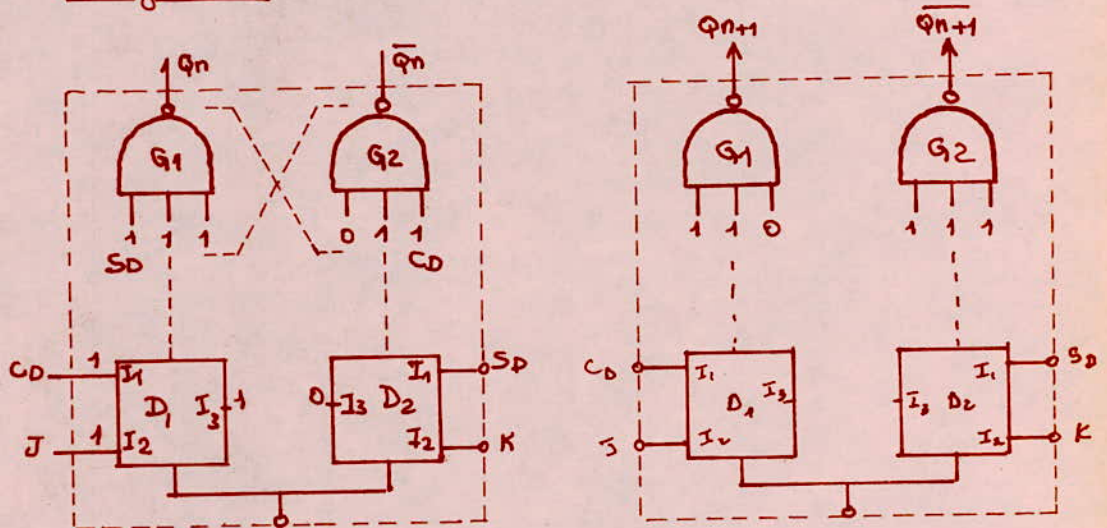 Qn Q̅n̅ Qn+1 Q̅n̅+̅1̅
G1 G2 G1 G2
1 1 1 0 1 1 1 1 0 1 1 1
SD CD
CD 1 I1 I1 SD CD I1 I1 SD
D1 I3 1 0 I3 D2 D1 I3 I3 D2
J 1 I2 I2 K J I2 I2 K